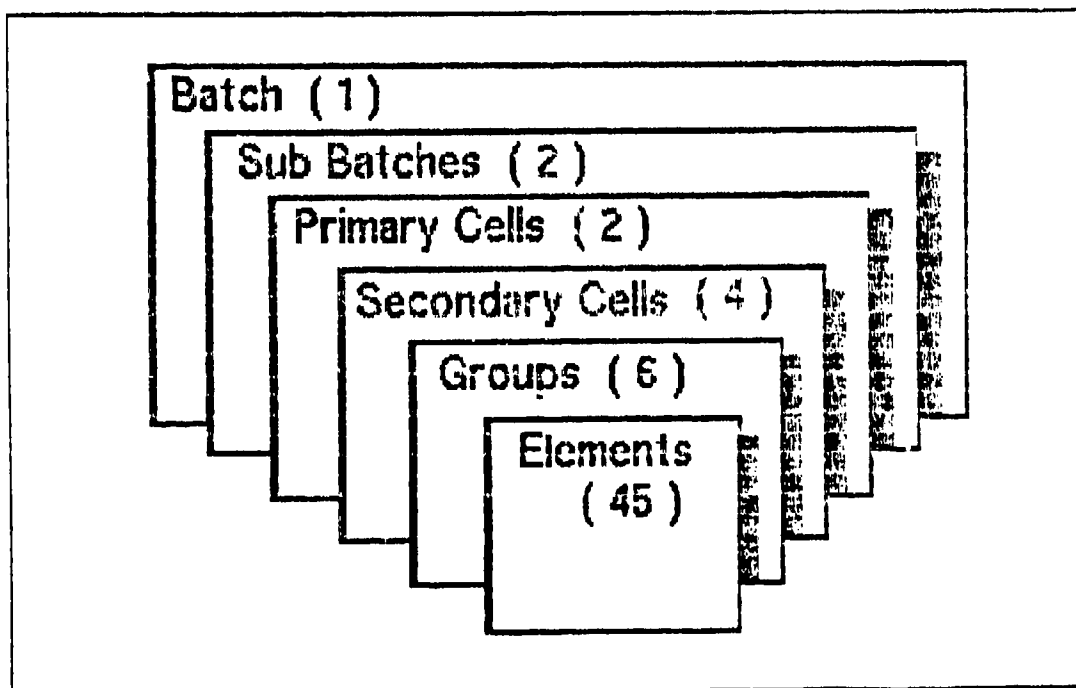 Batch ( 1 )
Sub Batches ( 2 )
Primary Cells ( 2 )
Secondary Cells ( 4 )
Groups ( 6 )
Elements
( 45 )